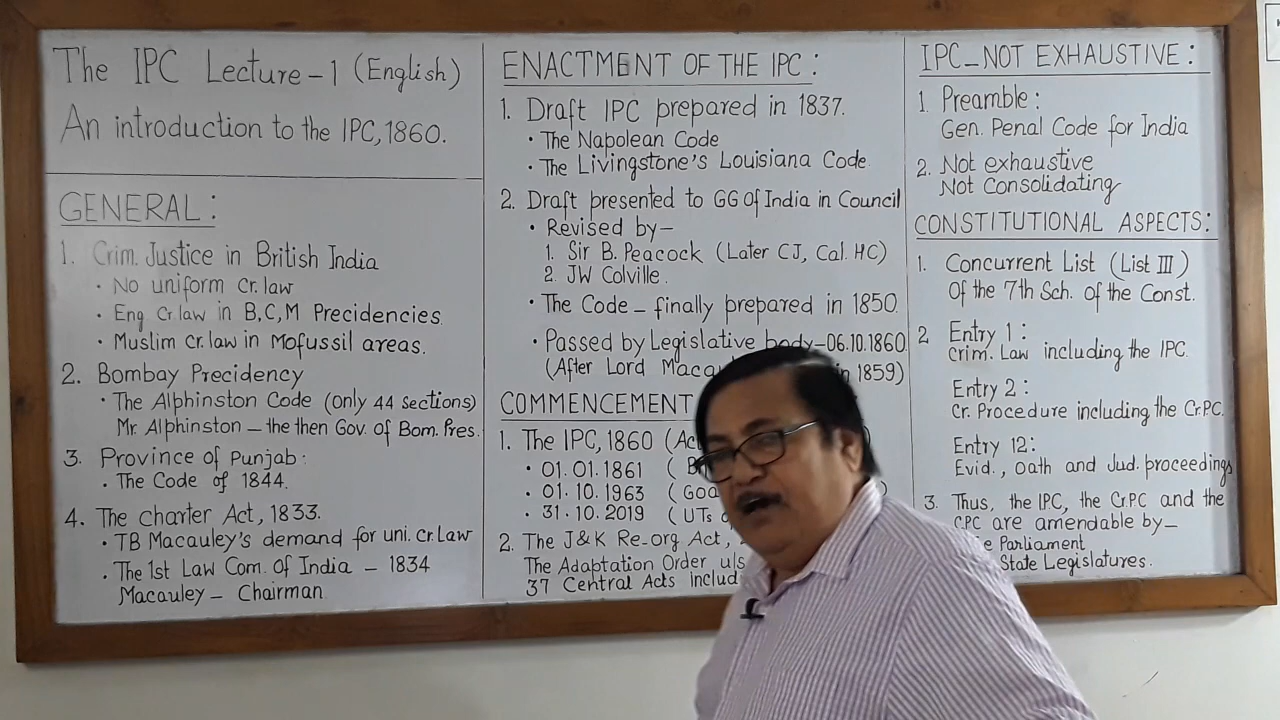 The IPC Lecture-1 (English)
An introduction to the IPC, 1860.
GENERAL:
1. Crim. Justice in British India
• No uniform Cr. law
• Eng. Cr. law in B, C, M Precidencies.
• Muslim cr. law in Mofussil areas.
2. Bombay Precidency
• The Alphinston Code (only 44 sections)
Mr. Alphinston – the then Gov. of Bom. Pres.
3. Province of Punjab:
• The Code of 1844.
4. The Charter Act, 1833.
• TB Macauley's demand for uni. cr. Law
• The 1st Law Com. of India – 1834
Macauley – Chairman
ENACTMENT OF THE IPC:
1. Draft IPC prepared in 1837.
• The Napolean Code
• The Livingstone's Louisiana Code.
2. Draft presented to GG of India in Council
• Revised by –
1. Sir B. Peacock (Later CJ, Cal. HC)
2. JW Colville.
• The Code – finally prepared in 1850.
• Passed by Legislative body – 06.10.1860
(After Lord in 1859)
COMMENCEMENT
1. The IPC, 1860
• 01.01.1861
• 01.10.1963 (Goa
• 31.10.2019 (UTs
2. The J&K Re-org Act,
The Adaptation Order u/s
37 Central Acts
IPC – NOT EXHAUSTIVE:
1. Preamble:
Gen. Penal Code for India
2. Not exhaustive
Not Consolidating
CONSTITUTIONAL ASPECTS:
1. Concurrent List (List III)
Of the 7th Sch. of the Const.
2 Entry 1:
Crim. Law including the IPC.
Entry 2:
Cr. Procedure including the CrPC.
Entry 12:
Evid., Oath and Jud. proceedings
3. Thus, the IPC, the CrPC and the
CPC are amendable by –
Parliament
State Legislatures.